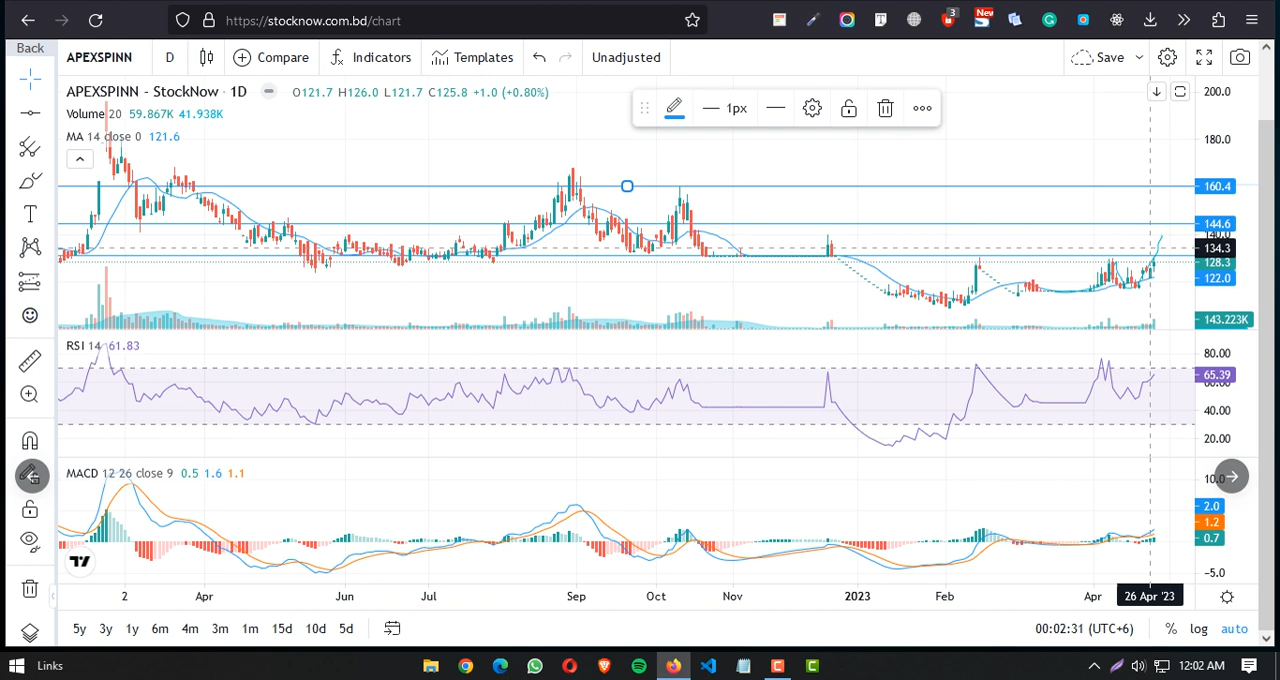 https://stocknow.com.bd/chart
3
New
Back
APEXSPINN D Compare Indicators Templates Unadjusted Save
APEXSPINN - StockNow · 1D O121.7 H126.0 L121.7 C125.8 +1.0 (+0.80%)
Volume 20 59.867K 41.938K
MA 14 close 0 121.6
1px
200.0
180.0
160.4
144.6
140.0
134.3
128.3
122.0
143.223K
RSI 14 61.83
80.00
65.39
40.00
20.00
MACD 12 26 close 9 0.5 1.6 1.1
10.0
2.0
1.2
0.7
-5.0
2 Apr Jun Jul Sep Oct Nov 2023 Feb Apr 26 Apr '23
5y 3y 1y 6m 4m 3m 1m 15d 10d 5d 00:02:31 (UTC+6) % log auto
Links 12:02 AM